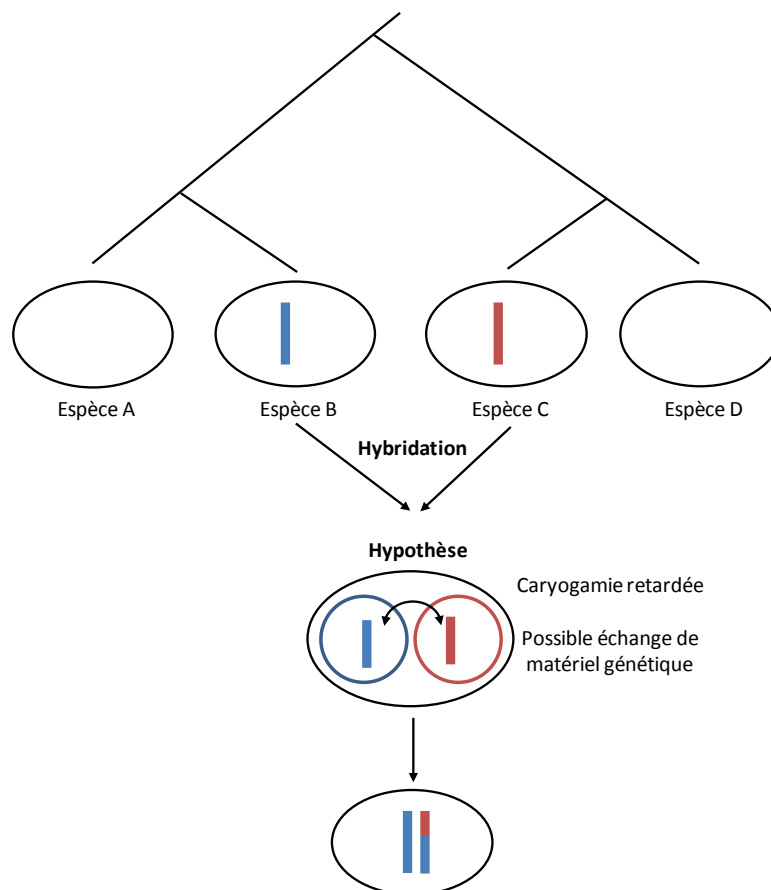 Espèce A
Espèce B
Espèce C
Espèce D
Hybridation
Hypothèse
Caryogamie retardée
Possible échange de
matériel génétique